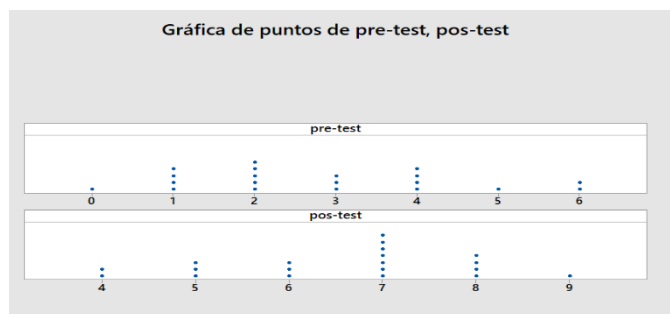 Gráfica de puntos de pre-test, pos-test
pre-test
0 1 2 3 4 5 6
pos-test
4 5 6 7 8 9